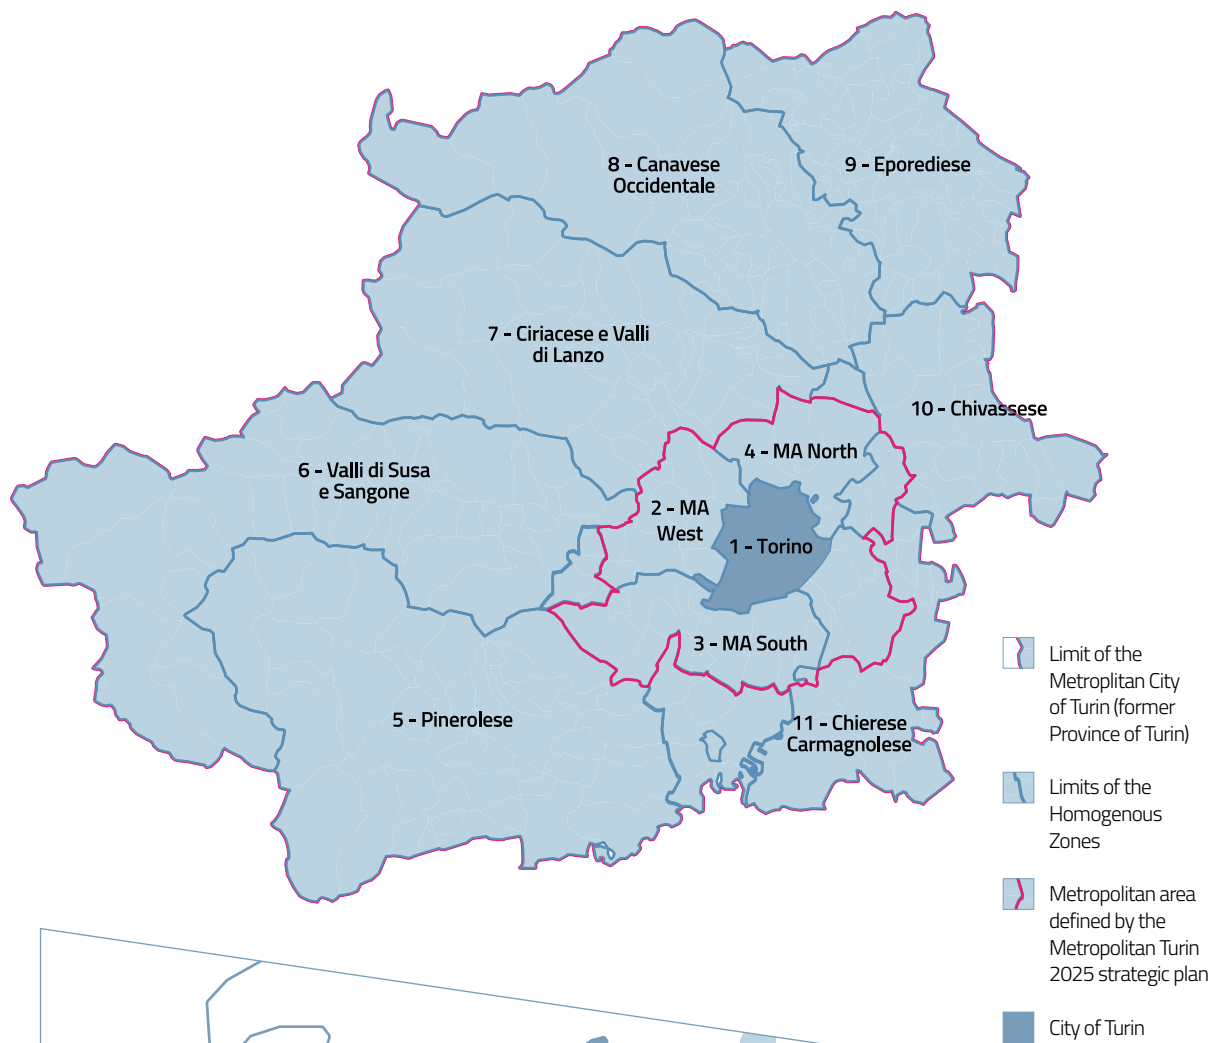 8 - Canavese
Occidentale
9 - Eporediese
7 - Ciriacese e Valli
di Lanzo
10 - Chivassese
4 - MA North
6 - Valli di Susa
e Sangone
2 - MA
West
1 - Torino
3 - MA South
5 - Pinerolese
11 - Chierese
Carmagnolese
Limit of the
Metroplitan City
of Turin (former
Province of Turin)
Limits of the
Homogenous
Zones
Metropolitan area
defined by the
Metropolitan Turin
2025 strategic plan
City of Turin